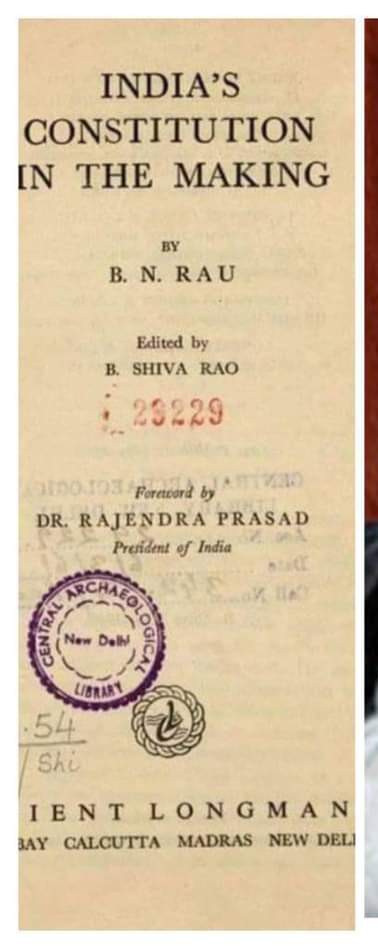 INDIA'S
CONSTITUTION
IN THE MAKING
BY
B. N. RAU
Edited by
B. SHIVA RAO
23229
Foreword by
DR. RAJENDRA PRASAD
President of India
CENTRAL ARCHAEOLOGICAL
New Delhi
LIBRARY
.54
Shi
IENT LONGMAN
BAY CALCUTTA MADRAS NEW DEL